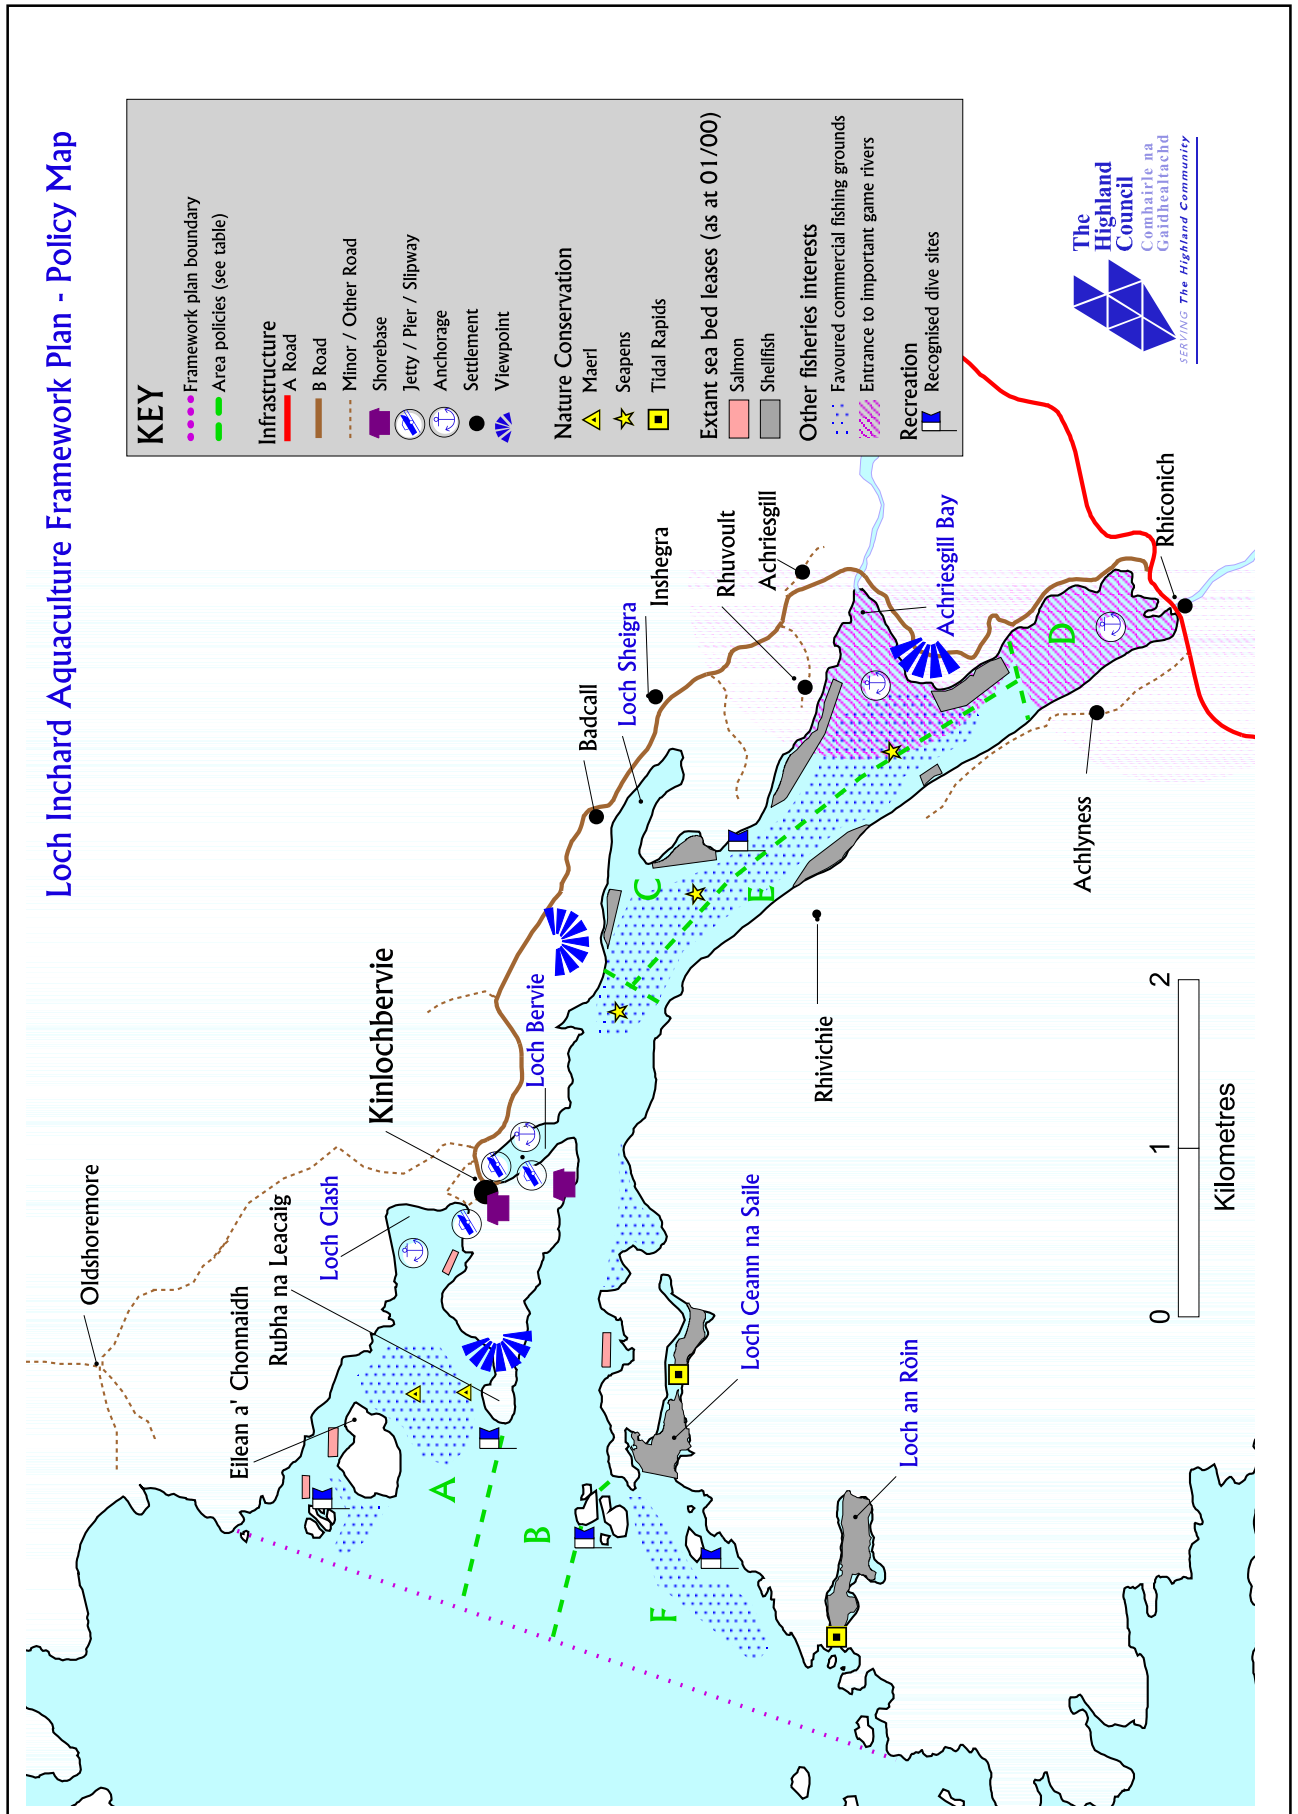 Loch Inchard Aquaculture Framework Plan - Policy Map
KEY
Framework plan boundary
Area policies (see table)
Infrastructure
A Road
B Road
Minor / Other Road
Shorebase
Jetty / Pier / Slipway
Anchorage
Settlement
Viewpoint
Nature Conservation
Maerl
Seapens
Tidal Rapids
Extant sea bed leases (as at 01/00)
Salmon
Shellfish
Other fisheries interests
Favoured commercial fishing grounds
Entrance to important game rivers
Recreation
Recognised dive sites
The
Highland
Council
Comhairle na
Gaidhealtachd
SERVING The Highland Community
Oldshoremore
Eilean a' Chonnaidh
Rubha na Leacaig
Loch Clash
Kinlochbervie
Loch Bervie
Badcall
Loch Sheigra
Inshegra
Rhuvoult
Achriesgill
Achriesgill Bay
Rhiconich
Achlyness
Rhivichie
Loch Ceann na Saile
Loch an Ròin
A
B
C
D
E
F
0
1
2
Kilometres